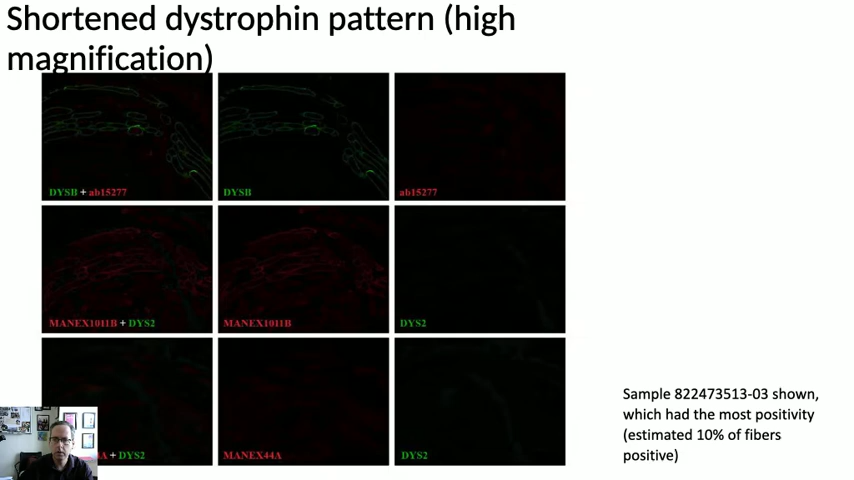 Shortened dystrophin pattern (high
magnification)
DYSB + ab15277
DYSB
ab15277
MANEX1011B + DYS2
MANEX1011B
DYS2
A + DYS2
MANEX44A
DYS2
Sample 822473513-03 shown,
which had the most positivity
(estimated 10% of fibers
positive)